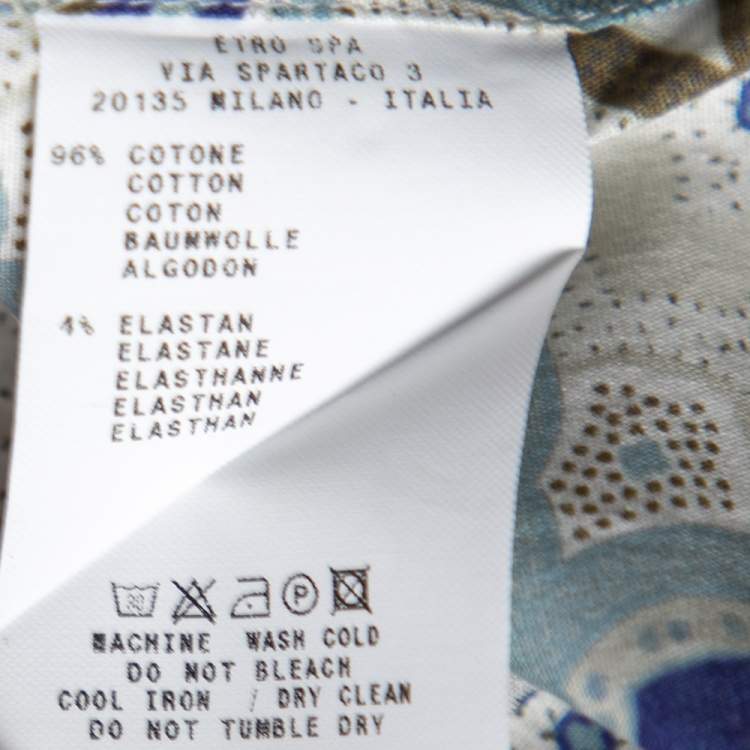 ETRO SPA
VIA SPARTACO 3
20135 MILANO - ITALIA
96% COTONE
COTTON
COTON
BAUMWOLLE
ALGODON
4% ELASTAN
ELASTANE
ELASTHANNE
ELASTHAN
ELASTHAN
30 P
MACHINE WASH COLD
DO NOT BLEACH
COOL IRON / DRY CLEAN
DO NOT TUMBLE DRY